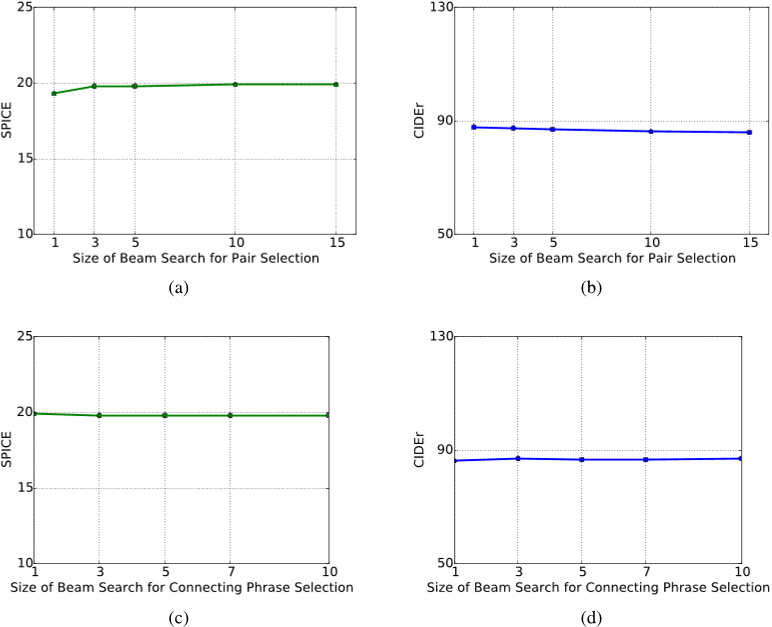 25
20
15
10
SPICE
1 3 5 10 15
Size of Beam Search for Pair Selection
(a)
130
90
50
CIDEr
1 3 5 10 15
Size of Beam Search for Pair Selection
(b)
25
20
15
10
SPICE
1 3 5 7 10
Size of Beam Search for Connecting Phrase Selection
(c)
130
90
50
CIDEr
1 3 5 7 10
Size of Beam Search for Connecting Phrase Selection
(d)